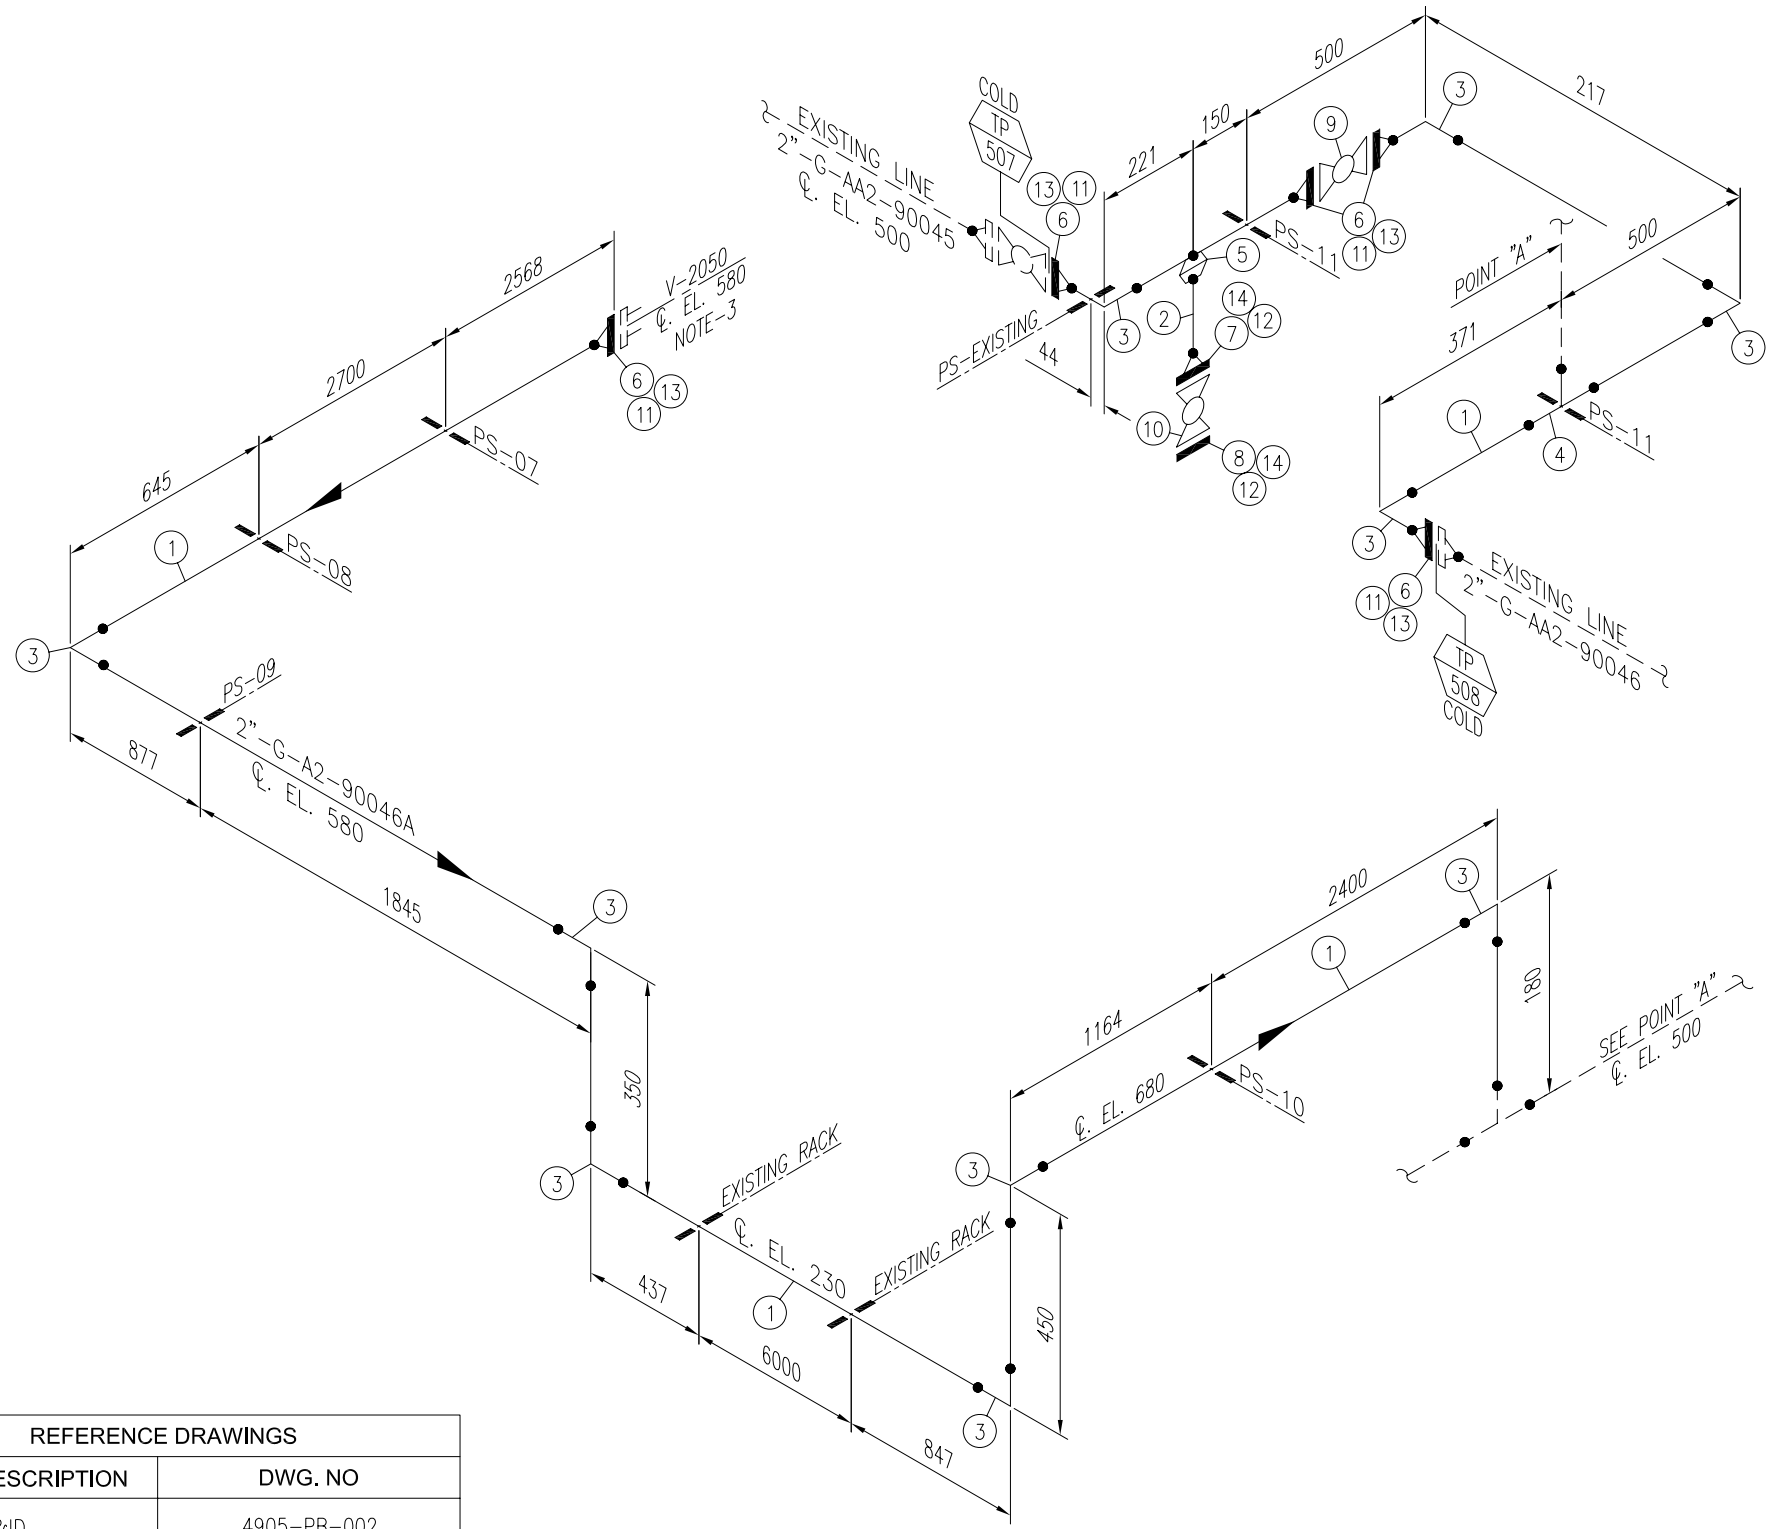 500
217
COLD
TP
507
EXISTING LINE
2"-G-AA2-90045
℄. EL. 500
150
221
9
3
13 11
6
5
PS-11
6
13
11
PS-EXISTING
3
2
14
7 12
44
10
8 14
12
POINT "A"
500
371
3
1
PS-11
4
3
11 6
13
EXISTING LINE
2"-G-AA2-90046
TP
508
COLD
2568
V-2050
℄. EL. 580
NOTE-3
2700
6 13
11
PS-07
645
1
PS-08
3
PS-09
877
2"-G-A2-90046A
℄. EL. 580
1845
3
350
3
EXISTING RACK
℄. EL. 230
EXISTING RACK
437
1
6000
847
3
450
3
1164
℄. EL. 680
PS-10
2400
1
3
180
SEE POINT "A"
℄. EL. 500
REFERENCE DRAWINGS
ESCRIPTION DWG. NO
&ID 4905-PR-002